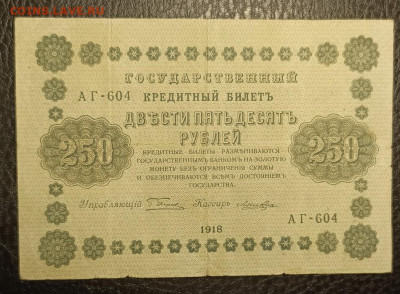 COINS.LAVE.RU
ГОСУДАРСТВЕННЫЙ
АГ-604 КРЕДИТНЫЙ БИЛЕТЪ
ДВѢСТИ ПЯТЬДЕСЯТЪ
РУБЛЕЙ
250 250
КРЕДИТНЫЕ БИЛЕТЫ РАЗМѢНИВАЮТСЯ
ГОСУДАРСТВЕННЫМЪ БАНКОМЪ НА ЗОЛОТУЮ
МОНЕТУ БЕЗЪ ОГРАНИЧЕНІЯ СУММЫ
И ОБЕЗПЕЧИВАЮТСЯ ВСѢМЪ ДОСТОЯНІЕМЪ
ГОСУДАРСТВА.
Управляющій Кассиръ
АГ-604
1918